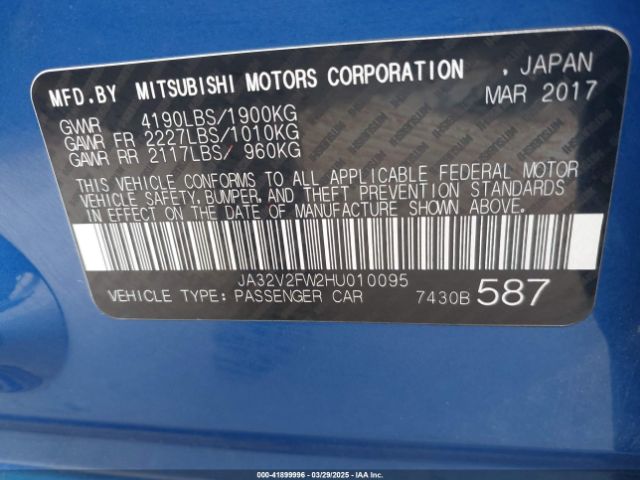 MFD.BY MITSUBISHI MOTORS CORPORATION , JAPAN
MAR 2017
GVWR 4190LBS/1900KG
GAWR FR 2227LBS/1010KG
GAWR RR 2117LBS/ 960KG
THIS VEHICLE CONFORMS TO ALL APPLICABLE FEDERAL MOTOR
VEHICLE SAFETY, BUMPER, AND THEFT PREVENTION STANDARDS
IN EFFECT ON THE DATE OF MANUFACTURE SHOWN ABOVE.
JA32V2FW2HU010095
VEHICLE TYPE: PASSENGER CAR 7430B 587
000-41899996 - 03/29/2025 - IAAI.COM